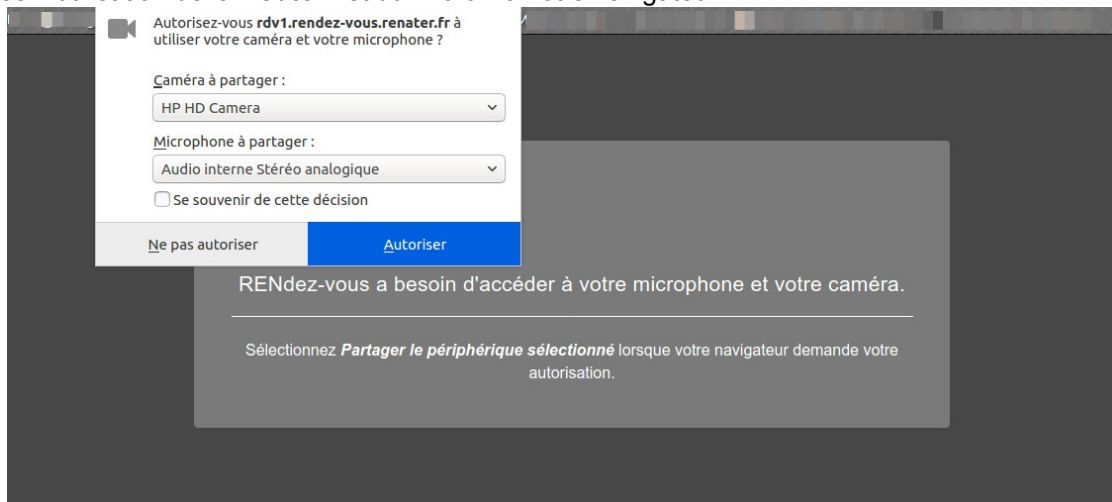 Autorisez-vous rdv1.rendez-vous.renater.fr à
utiliser votre caméra et votre microphone ?
Caméra à partager :
HP HD Camera
Microphone à partager :
Audio interne Stéréo analogique
Se souvenir de cette décision
Ne pas autoriser
Autoriser
RENdez-vous a besoin d'accéder à votre microphone et votre caméra.
Sélectionnez Partager le périphérique sélectionné lorsque votre navigateur demande votre
autorisation.